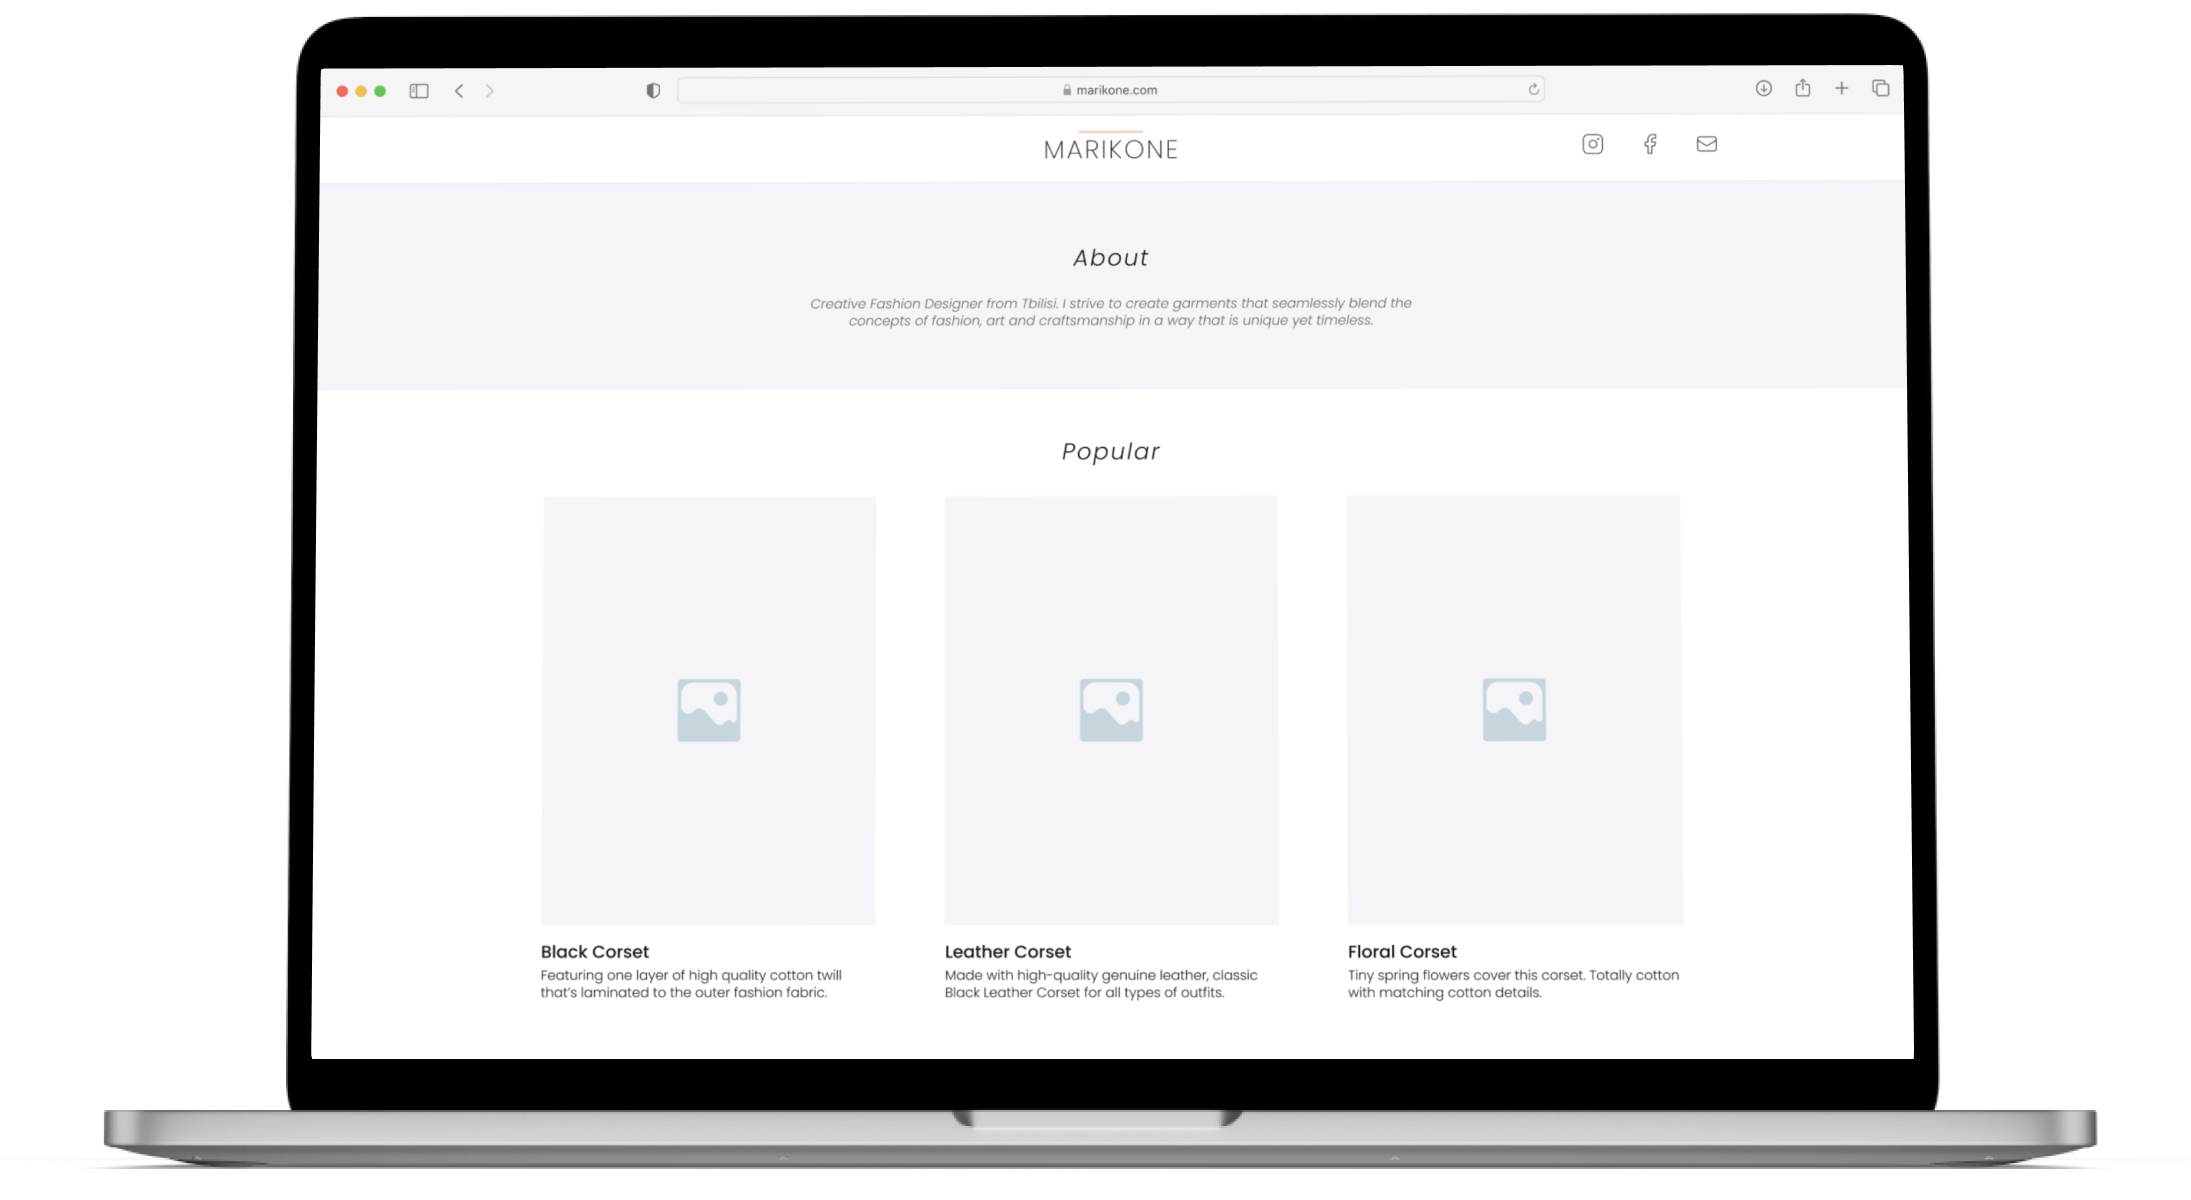 marikone.com
MARIKONE
About
Creative Fashion Designer from Tbilisi. I strive to create garments that seamlessly blend the
concepts of fashion, art and craftsmanship in a way that is unique yet timeless.
Popular
Black Corset
Featuring one layer of high quality cotton twill
that's laminated to the outer fashion fabric.
Leather Corset
Made with high-quality genuine leather, classic
Black Leather Corset for all types of outfits.
Floral Corset
Tiny spring flowers cover this corset. Totally cotton
with matching cotton details.